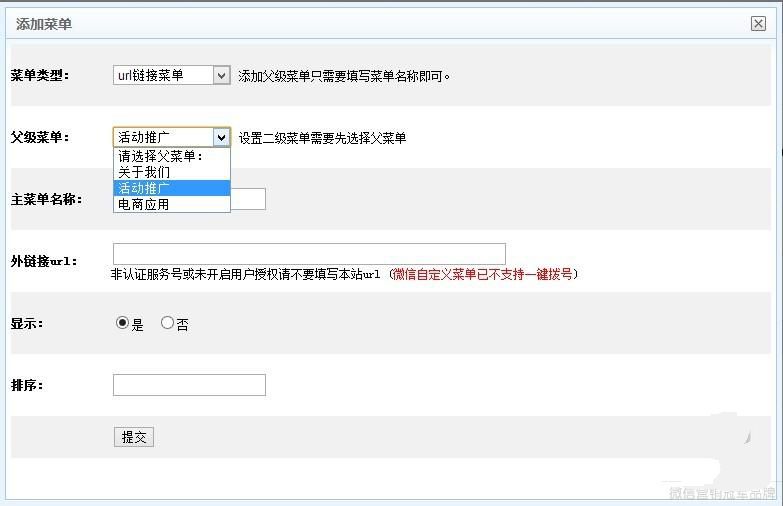 添加菜单
菜单类型： url链接菜单 添加父级菜单只需要填写菜单名称即可。
父级菜单： 活动推广 设置二级菜单需要先选择父菜单
请选择父菜单：
关于我们
活动推广
电商应用
主菜单名称：
外链接url：
非认证服务号或未开启用户授权请不要填写本站url（微信自定义菜单已不支持一键拨号）
显示： 是 否
排序：
提交
微信营销冠军品牌